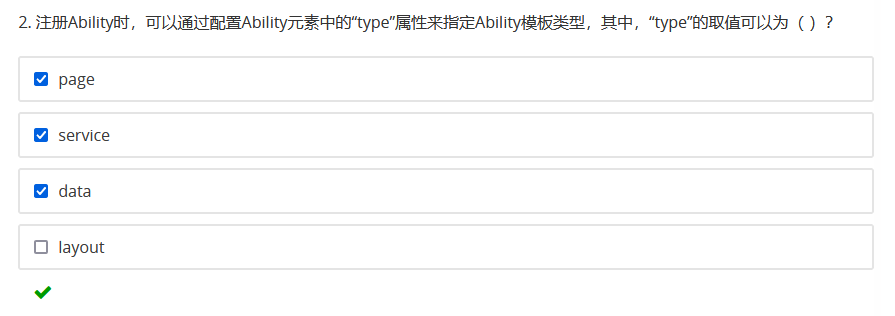 2. 注册Ability时，可以通过配置Ability元素中的“type”属性来指定Ability模板类型，其中，“type”的取值可以为（ ）？
page
service
data
layout